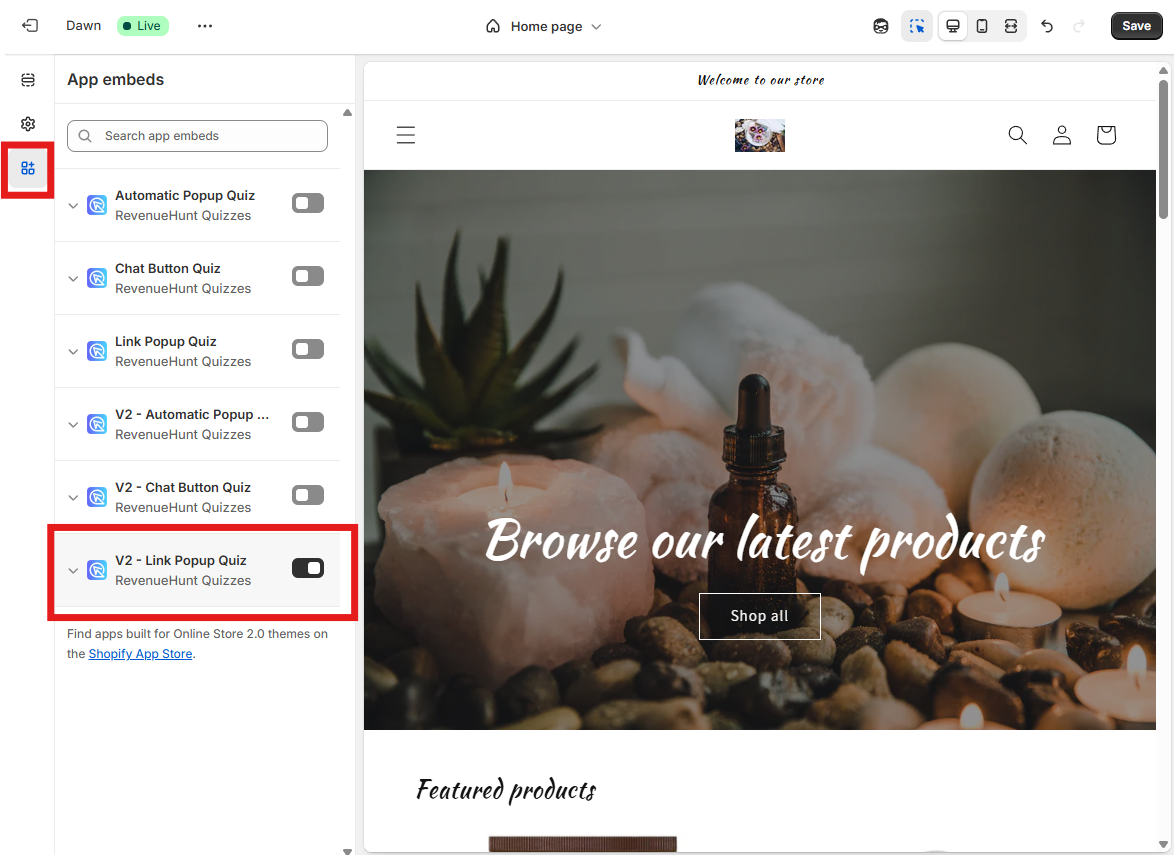 Dawn
Live
Home page
Save
App embeds
Search app embeds
Automatic Popup Quiz
RevenueHunt Quizzes
Chat Button Quiz
RevenueHunt Quizzes
Link Popup Quiz
RevenueHunt Quizzes
V2 - Automatic Popup ...
RevenueHunt Quizzes
V2 - Chat Button Quiz
RevenueHunt Quizzes
V2 - Link Popup Quiz
RevenueHunt Quizzes
Find apps built for Online Store 2.0 themes on
the Shopify App Store.
Welcome to our store
Browse our latest products
Shop all
Featured products